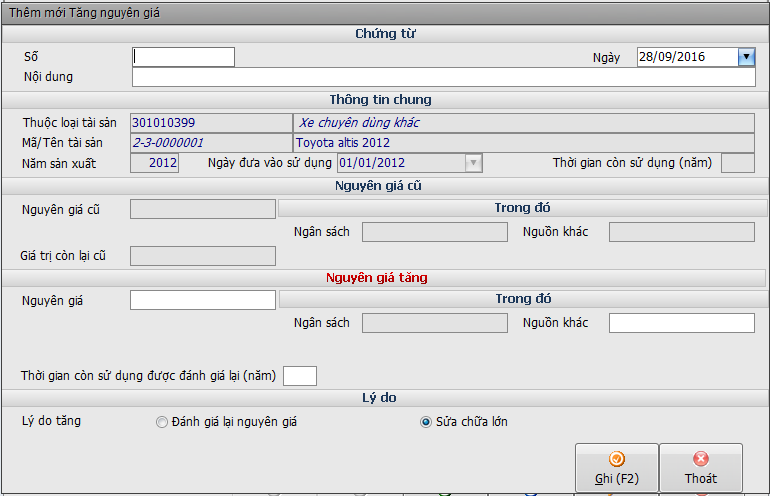 Thêm mới Tăng nguyên giá
Chứng từ
Số Ngày 28/09/2016
Nội dung
Thông tin chung
Thuộc loại tài sản 301010399 Xe chuyên dùng khác
Mã/Tên tài sản 2-3-0000001 Toyota altis 2012
Năm sản xuất 2012 Ngày đưa vào sử dụng 01/01/2012 Thời gian còn sử dụng (năm)
Nguyên giá cũ
Nguyên giá cũ Trong đó
Ngân sách Nguồn khác
Giá trị còn lại cũ
Nguyên giá tăng
Nguyên giá Trong đó
Ngân sách Nguồn khác
Thời gian còn sử dụng được đánh giá lại (năm)
Lý do
Lý do tăng Đánh giá lại nguyên giá Sửa chữa lớn
Ghi (F2) Thoát